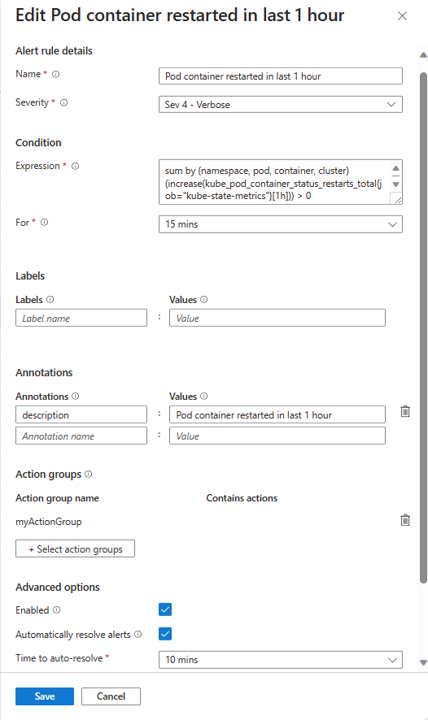 Edit Pod container restarted in last 1 hour
Alert rule details
Name * Pod container restarted in last 1 hour
Severity * Sev 4 - Verbose
Condition
Expression * sum by (namespace, pod, container, cluster)
(increase(kube_pod_container_status_restarts_total{j
ob="kube-state-metrics"}[1h])) > 0
For * 15 mins
Labels
Labels Values
Label name : Value
Annotations
Annotations Values
description : Pod container restarted in last 1 hour
Annotation name : Value
Action groups
Action group name Contains actions
myActionGroup
+ Select action groups
Advanced options
Enabled
Automatically resolve alerts
Time to auto-resolve * 10 mins
Save Cancel